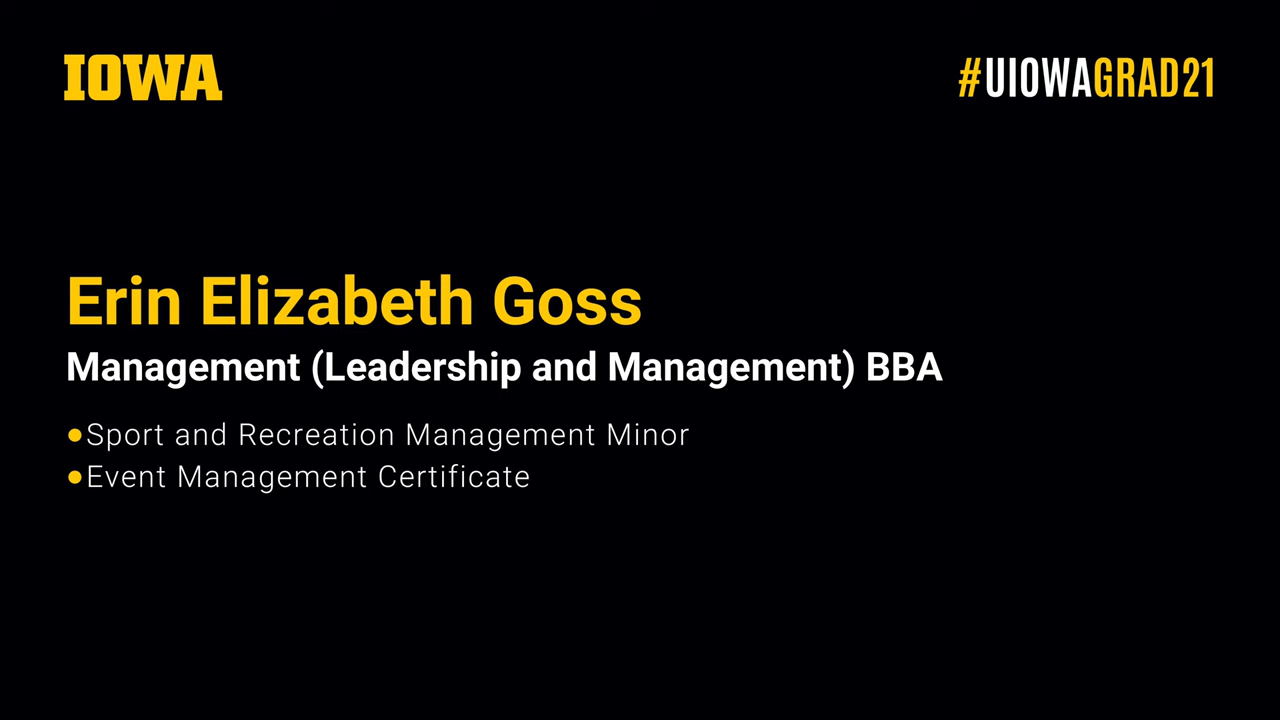 IOWA
#UIOWAGRAD21
Erin Elizabeth Goss
Management (Leadership and Management) BBA
●Sport and Recreation Management Minor
●Event Management Certificate